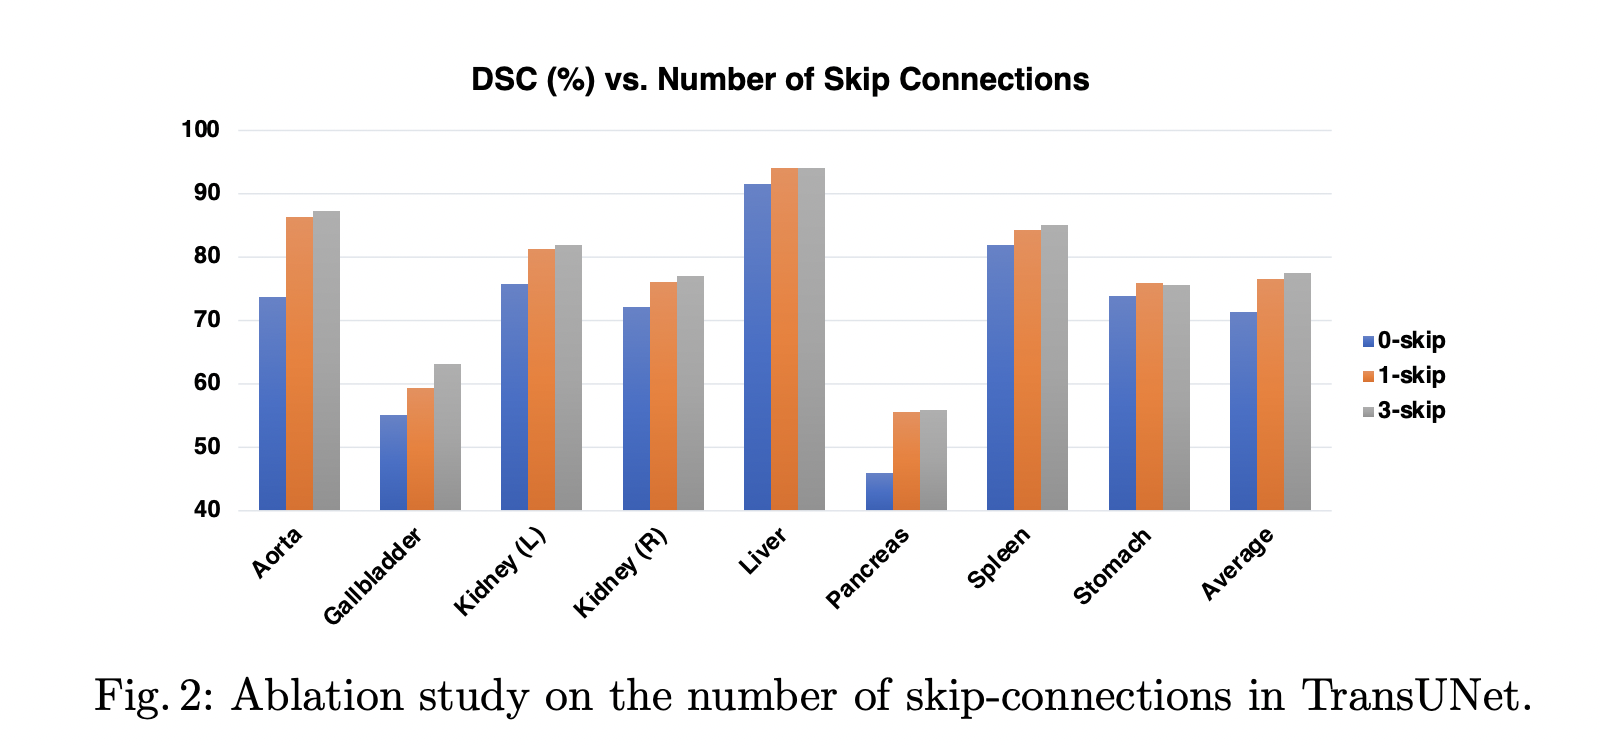 DSC (%) vs. Number of Skip Connections
100
90
80
70
60
50
40
Aorta
Gallbladder
Kidney (L)
Kidney (R)
Liver
Pancreas
Spleen
Stomach
Average
0-skip
1-skip
3-skip
Fig. 2: Ablation study on the number of skip-connections in TransUNet.